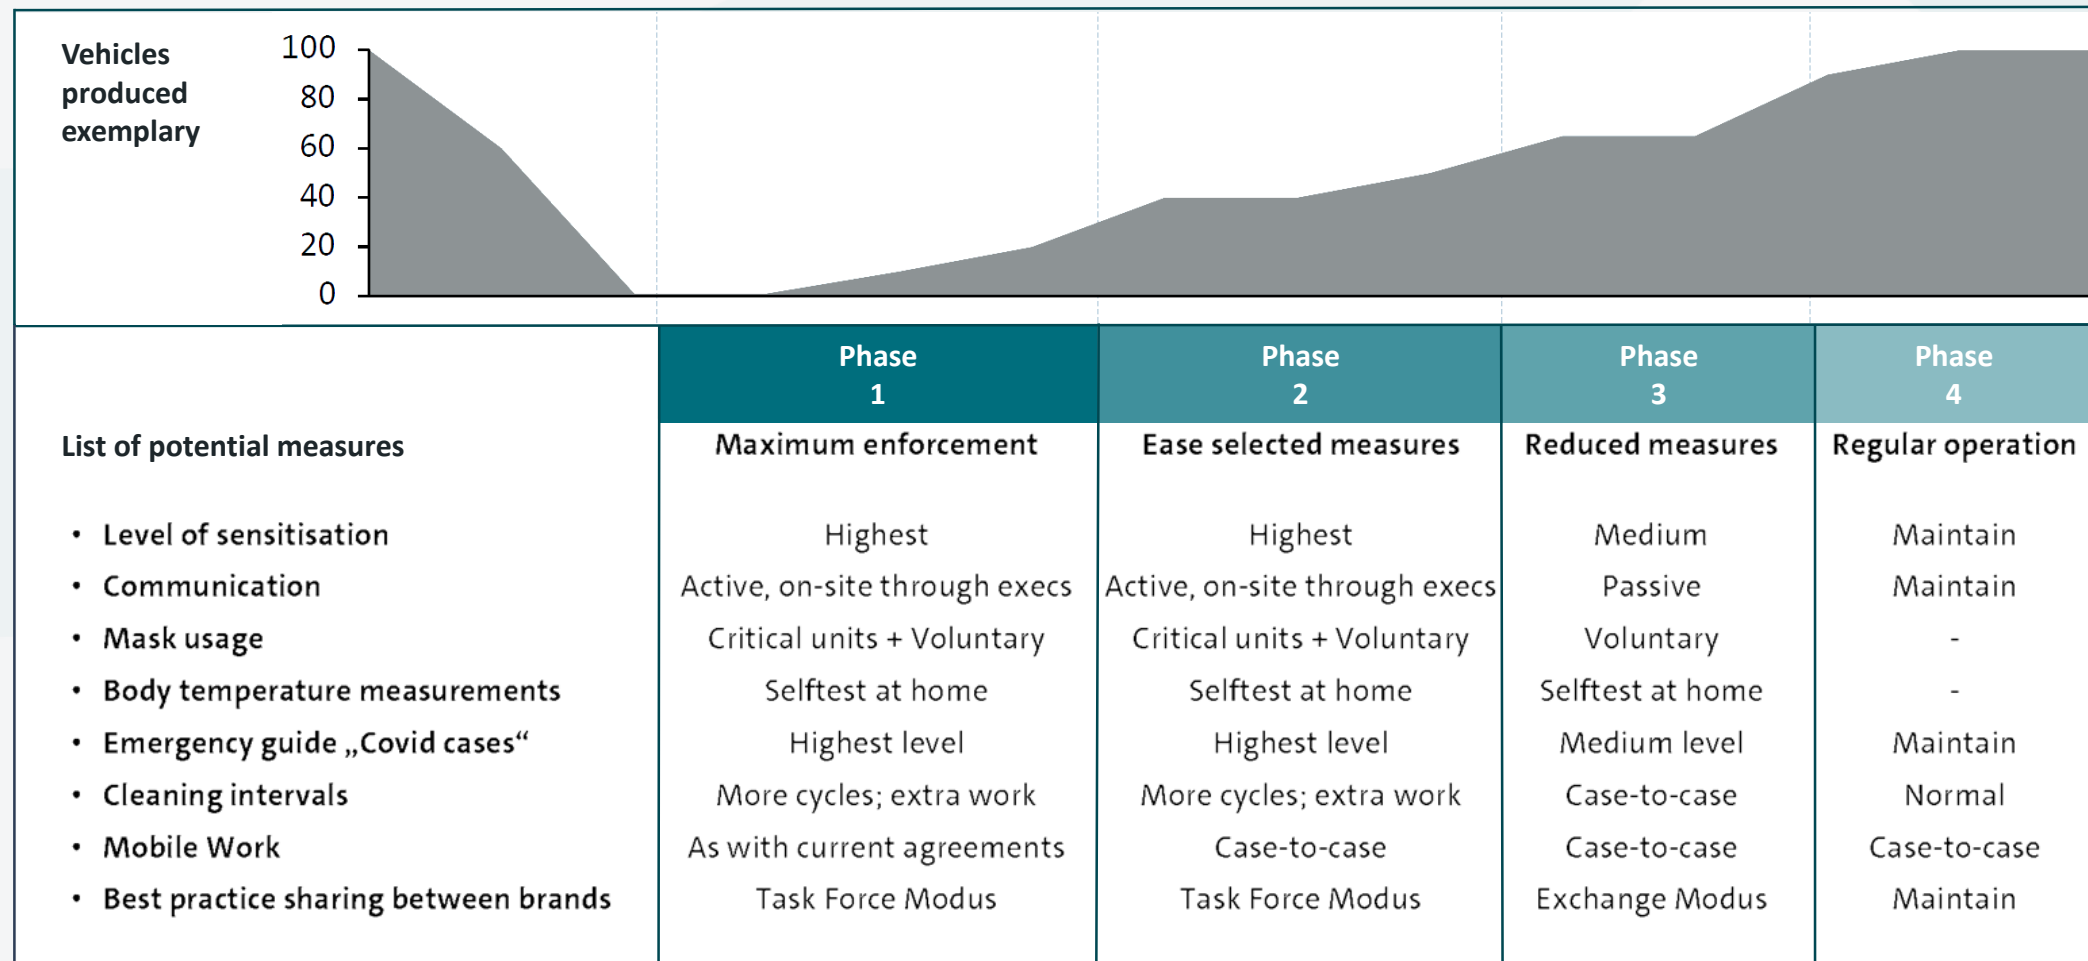 Vehicles
produced
exemplary
100
80
60
40
20
0
Phase
1
Phase
2
Phase
3
Phase
4
List of potential measures
Maximum enforcement
Ease selected measures
Reduced measures
Regular operation
• Level of sensitisation
Highest
Highest
Medium
Maintain
• Communication
Active, on-site through execs
Active, on-site through execs
Passive
Maintain
• Mask usage
Critical units + Voluntary
Critical units + Voluntary
Voluntary
-
• Body temperature measurements
Selftest at home
Selftest at home
Selftest at home
-
• Emergency guide „Covid cases“
Highest level
Highest level
Medium level
Maintain
• Cleaning intervals
More cycles; extra work
More cycles; extra work
Case-to-case
Normal
• Mobile Work
As with current agreements
Case-to-case
Case-to-case
Case-to-case
• Best practice sharing between brands
Task Force Modus
Task Force Modus
Exchange Modus
Maintain